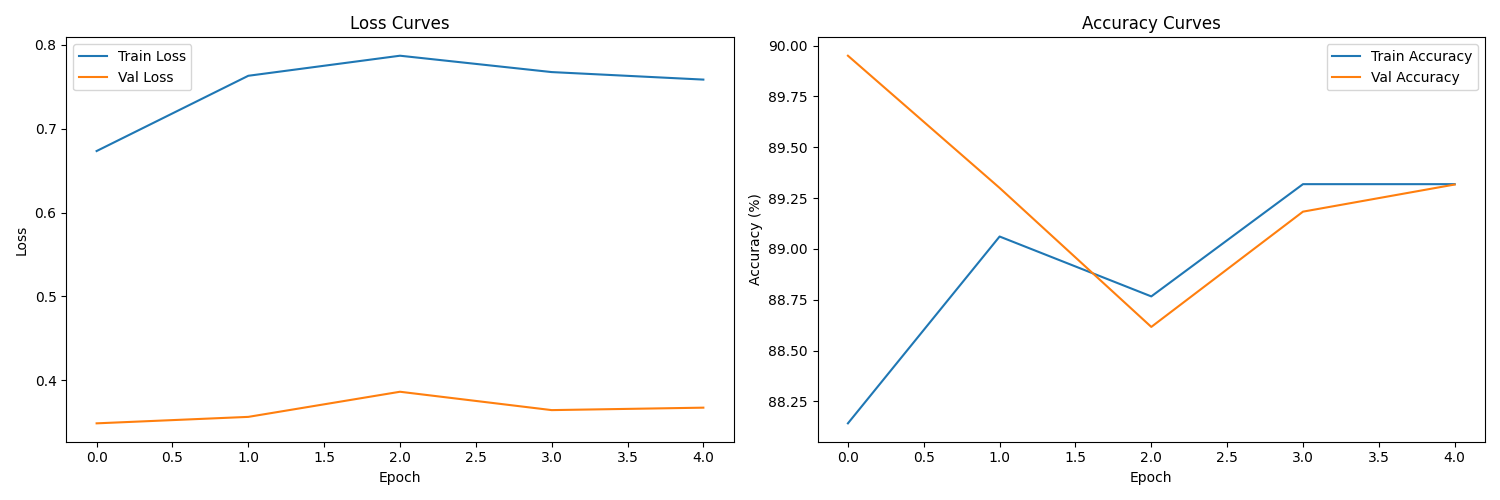 Loss Curves
Train Loss
Val Loss
0.8
0.7
0.6
0.5
0.4
Loss
0.0 0.5 1.0 1.5 2.0 2.5 3.0 3.5 4.0
Epoch
Accuracy Curves
Train Accuracy
Val Accuracy
90.00
89.75
89.50
89.25
89.00
88.75
88.50
88.25
Accuracy (%)
0.0 0.5 1.0 1.5 2.0 2.5 3.0 3.5 4.0
Epoch